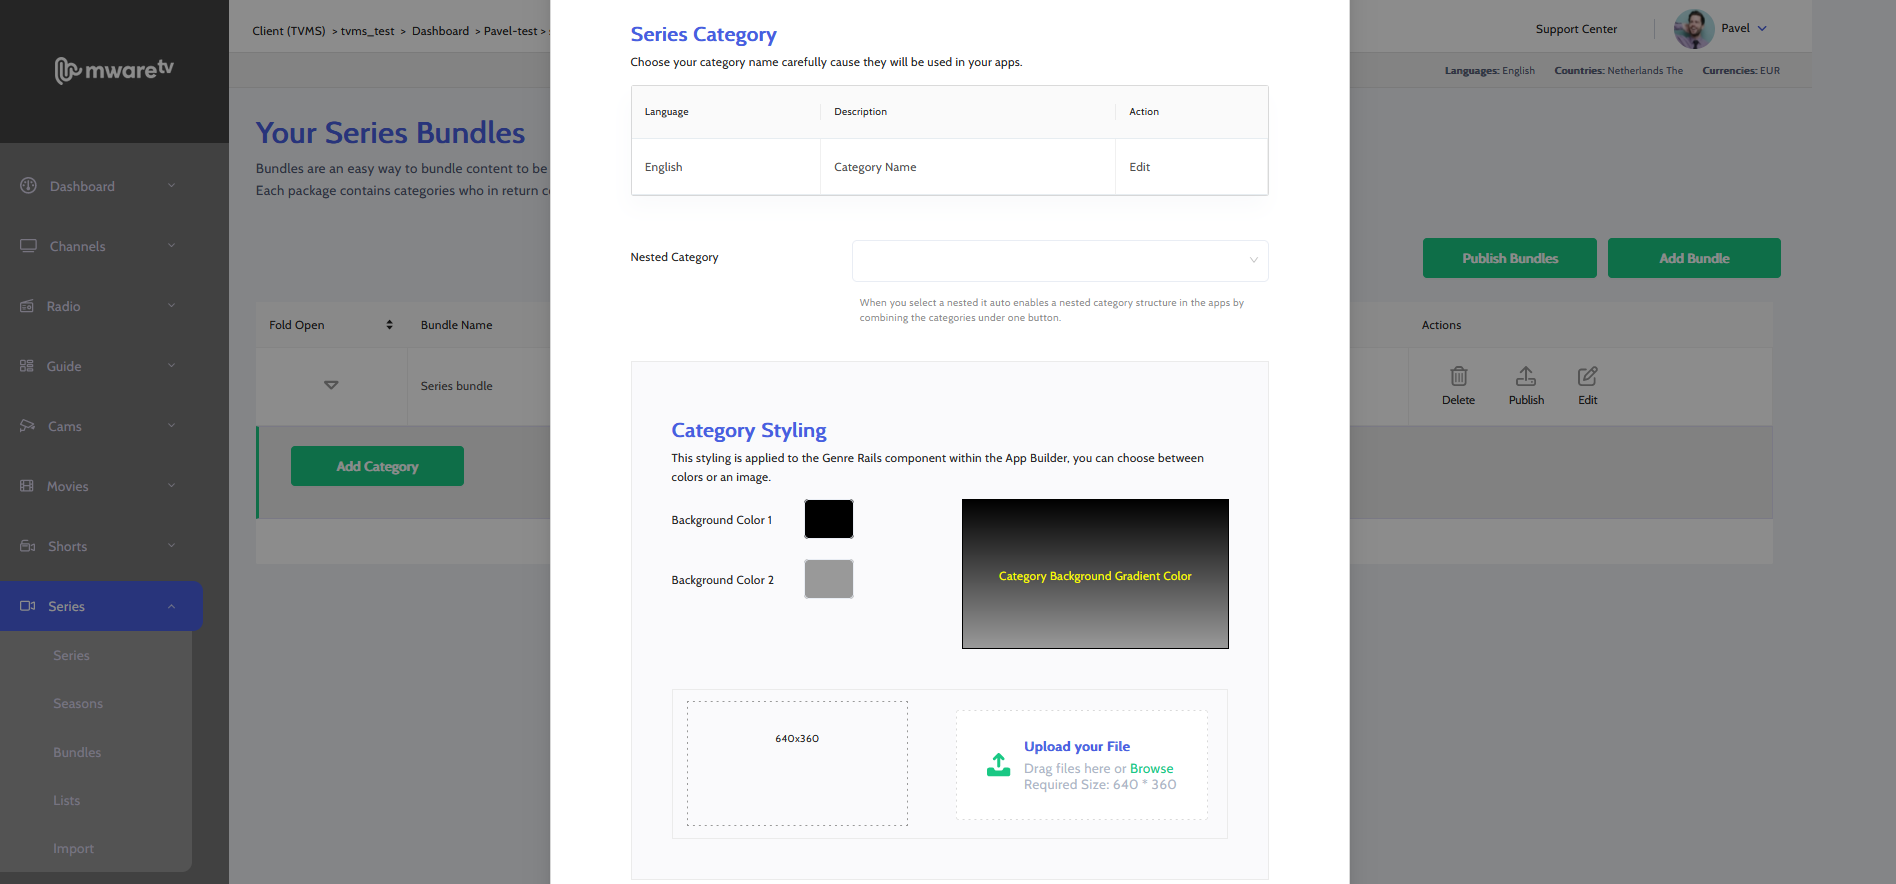 mwaretv
Dashboard
Channels
Radio
Guide
Cams
Movies
Shorts
Series
Series
Seasons
Bundles
Lists
Import
Client (TVMS) > tvms_test > Dashboard > Pavel-test >
Support Center
Pavel
Languages: English Countries: Netherlands The Currencies: EUR
Your Series Bundles
Bundles are an easy way to bundle content to be
Each package contains categories who in return
Publish Bundles
Add Bundle
Fold Open
Bundle Name
Actions
Series bundle
Delete
Publish
Edit
Add Category
Series Category
Choose your category name carefully cause they will be used in your apps.
Language Description Action
English Category Name Edit
Nested Category
When you select a nested it auto enables a nested category structure in the apps by
combining the categories under one button.
Category Styling
This styling is applied to the Genre Rails component within the App Builder, you can choose between
colors or an image.
Background Color 1
Background Color 2
Category Background Gradient Color
640x360
Upload your File
Drag files here or Browse
Required Size: 640 * 360